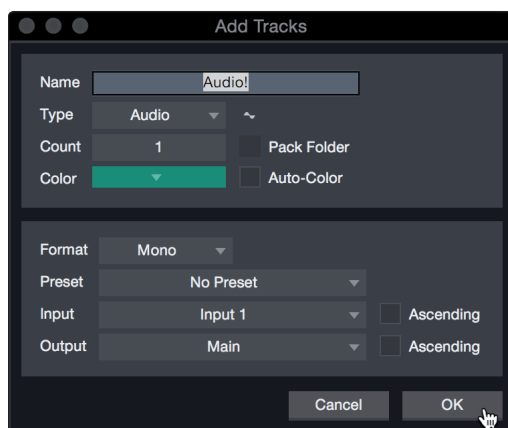 Add Tracks
Name Audio!
Type Audio
Count 1 Pack Folder
Color Auto-Color
Format Mono
Preset No Preset
Input Input 1 Ascending
Output Main Ascending
Cancel OK